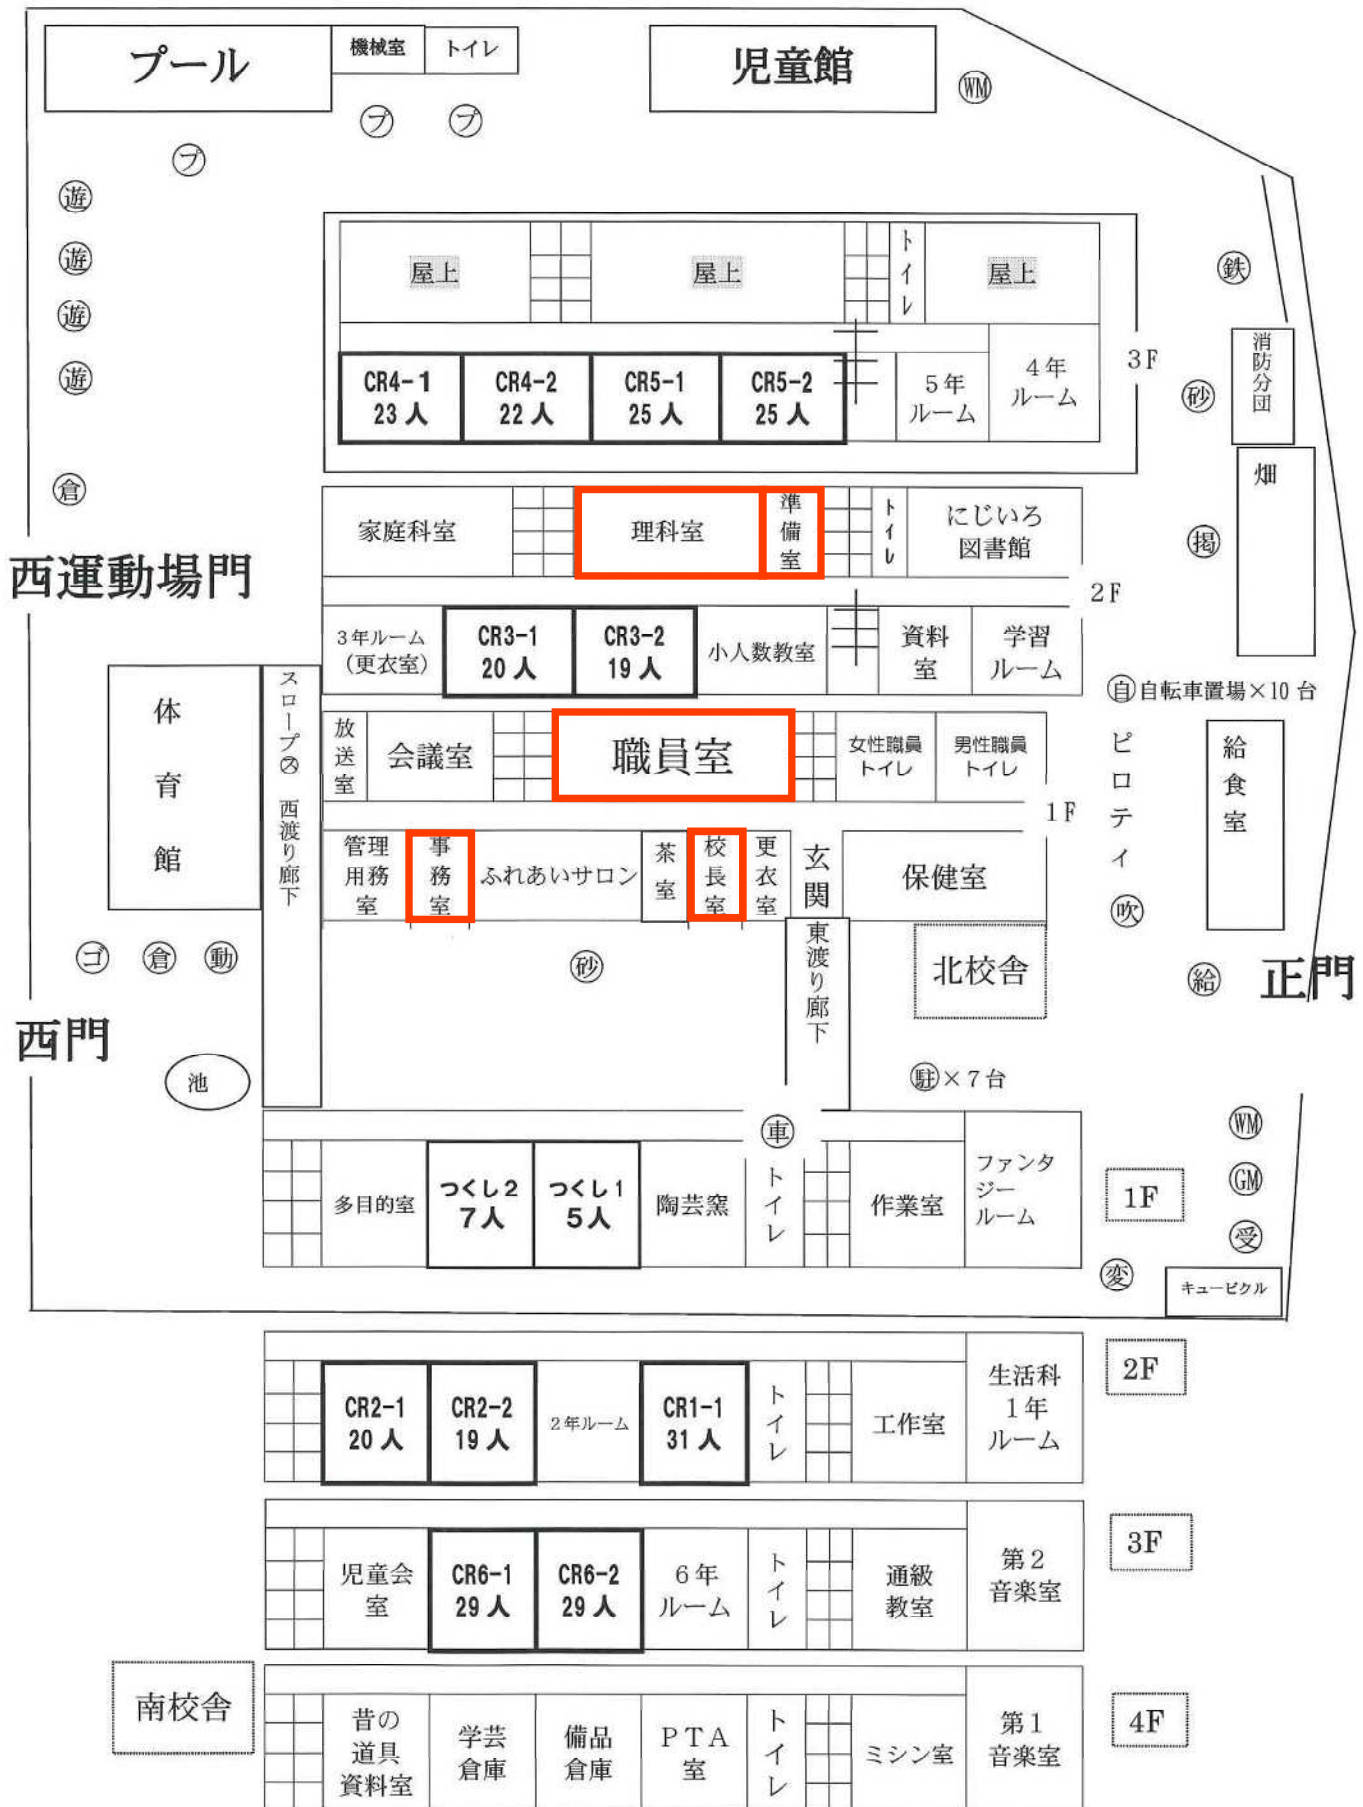 プール
機械室
トイレ
児童館
WM
プ
プ
プ
遊
遊
遊
遊
倉
屋上
屋上
トイレ
屋上
鉄
CR4-1
23人
CR4-2
22人
CR5-1
25人
CR5-2
25人
5年
ルーム
4年
ルーム
3F
消防分団
砂
畑
掲
家庭科室
理科室
準備室
トイレ
にじいろ
図書館
西運動場門
2F
3年ルーム
(更衣室)
CR3-1
20人
CR3-2
19人
小人数教室
資料
室
学習
ルーム
自 自転車置場×10台
体育館
スロープ
西渡り廊下
放送室
会議室
職員室
女性職員
トイレ
男性職員
トイレ
1F
ピロティ
給食室
管理
用務
室
事務室
ふれあいサロン
茶室
校長室
更衣室
玄関
保健室
吹
ゴ
倉
動
砂
東渡り廊下
北校舎
給
正門
西門
池
駐×7台
車
WM
GM
受
変
キュービクル
多目的室
つくし2
7人
つくし1
5人
陶芸窯
トイレ
作業室
ファンタ
ジー
ルーム
1F
CR2-1
20人
CR2-2
19人
2年ルーム
CR1-1
31人
トイレ
工作室
生活科
1年
ルーム
2F
児童会
室
CR6-1
29人
CR6-2
29人
6年
ルーム
トイレ
通級
教室
第2
音楽室
3F
南校舎
昔の
道具
資料室
学芸
倉庫
備品
倉庫
PTA
室
トイレ
ミシン室
第1
音楽室
4F